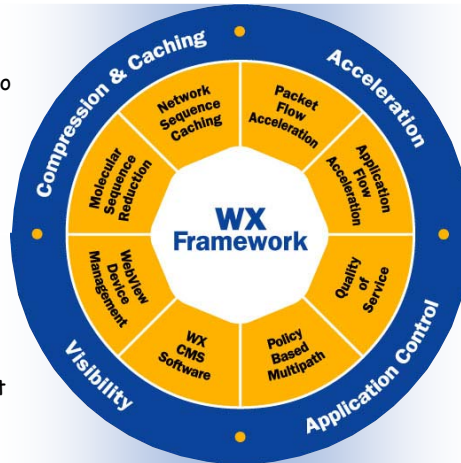 o
Compression & Caching
Acceleration
Network
Sequence
Caching
Packet
Flow
Acceleration
Molecular
Sequence
Reduction
Application
Flow
Acceleration
WX
Framework
WebView
Device
Management
Quality
of
Service
WX
CMS
Software
Policy
Based
Multipath
Visibility
Application Control
t